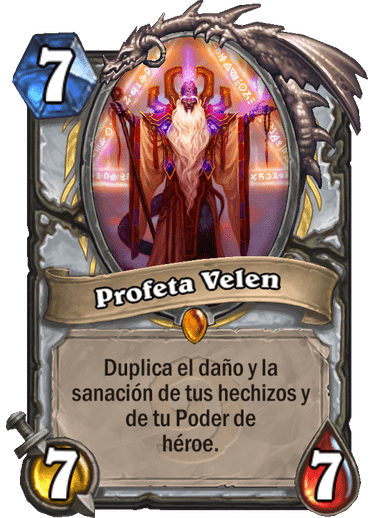 7
Profeta Velen
Duplica el daño y la
sanación de tus hechizos y
de tu Poder de
héroe.
7
7